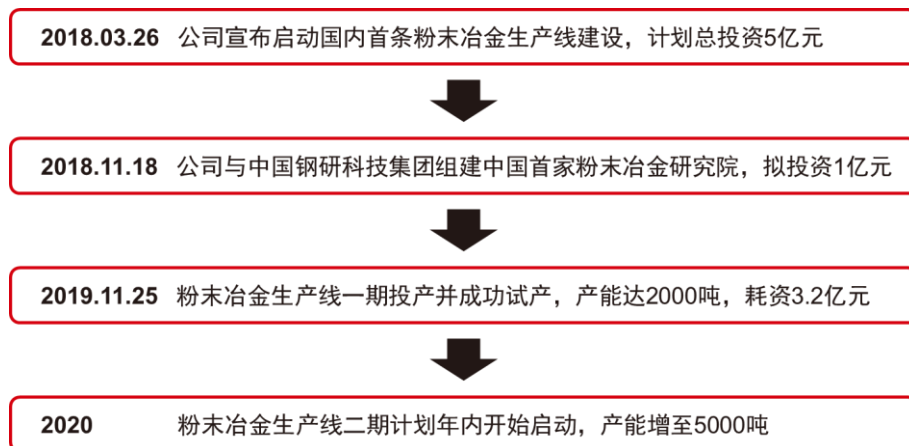 2018.03.26 公司宣布启动国内首条粉末冶金生产线建设，计划总投资5亿元
2018.11.18 公司与中国钢研科技集团组建中国首家粉末冶金研究院，拟投资1亿元
2019.11.25 粉末冶金生产线一期投产并成功试产，产能达2000吨，耗资3.2亿元
2020 粉末冶金生产线二期计划年内开始启动，产能增至5000吨